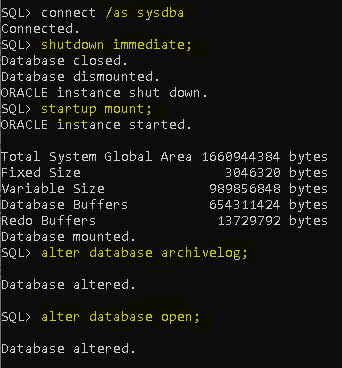 SQL> connect /as sysdba
Connected.
SQL> shutdown immediate;
Database closed.
Database dismounted.
ORACLE instance shut down.
SQL> startup mount;
ORACLE instance started.
Total System Global Area 1660944384 bytes
Fixed Size 3046320 bytes
Variable Size 989856848 bytes
Database Buffers 654311424 bytes
Redo Buffers 13729792 bytes
Database mounted.
SQL> alter database archivelog;
Database altered.
SQL> alter database open;
Database altered.